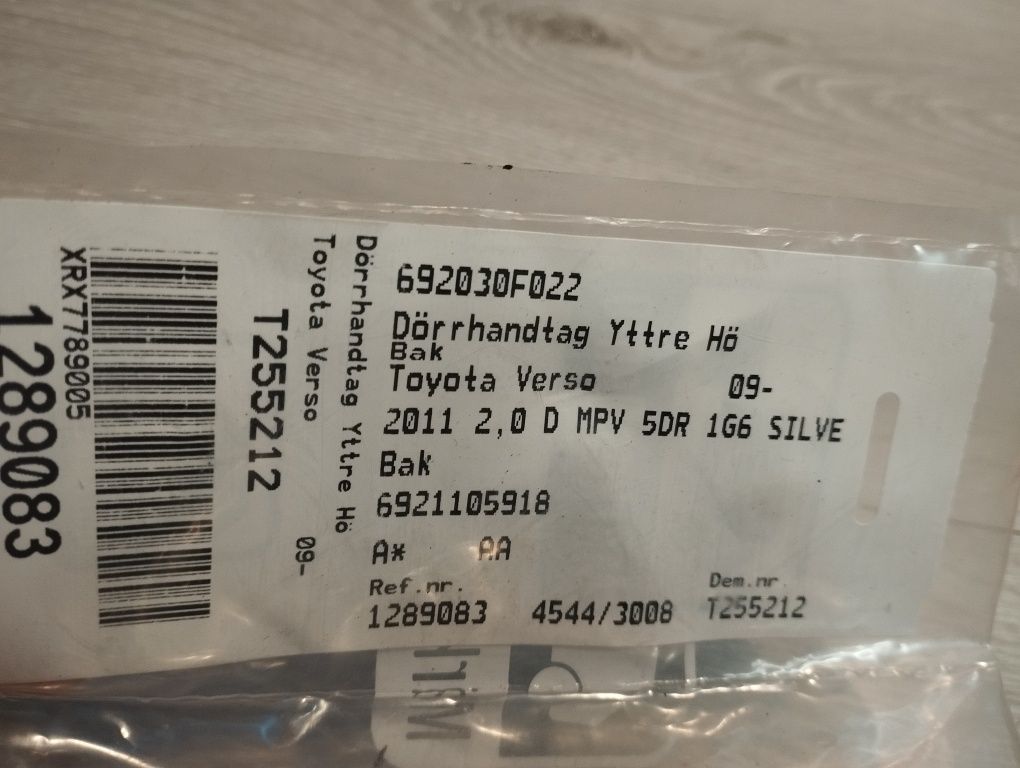 1289083
XRX7789005
T255212
Toyota Verso 09-
Dörrhandtag Yttre Hö
692030F022
Dörrhandtag Yttre Hö
Bak
Toyota Verso 09-
2011 2,0 D MPV 5DR 1G6 SILVE
Bak
6921105918
A* AA
Ref.nr. Dem.nr
1289083 4544/3008 T255212